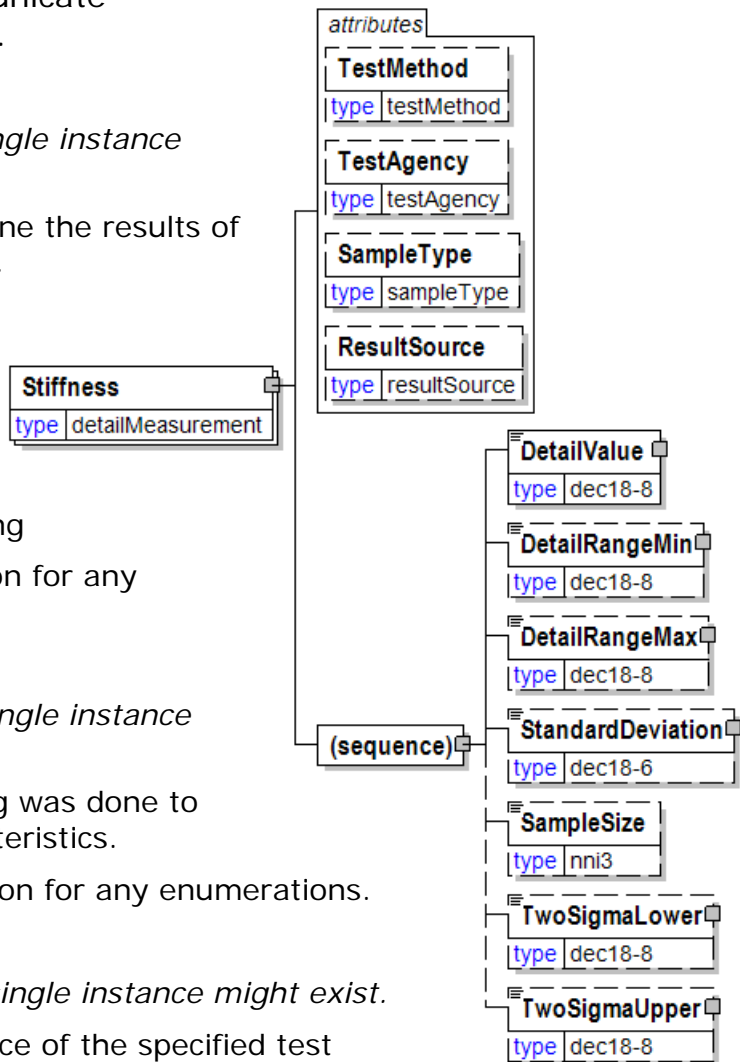 unicate
.
ngle instance
ne the results of
.
ng
on for any
ngle instance
g was done to
teristics.
on for any enumerations.
single instance might exist.
ce of the specified test
attributes
TestMethod
type testMethod
TestAgency
type testAgency
SampleType
type sampleType
ResultSource
type resultSource
Stiffness
type detailMeasurement
(sequence)
DetailValue
type dec18-8
DetailRangeMin
type dec18-8
DetailRangeMax
type dec18-8
StandardDeviation
type dec18-6
SampleSize
type nni3
TwoSigmaLower
type dec18-8
TwoSigmaUpper
type dec18-8